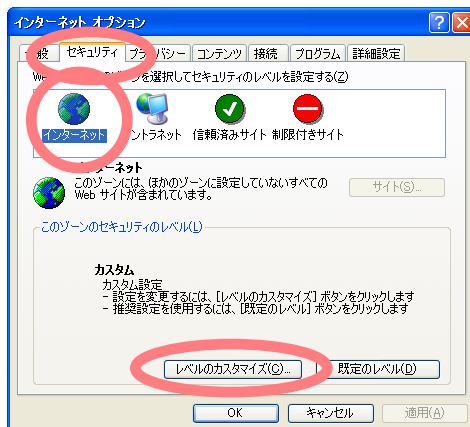 インターネット オプション
般 セキュリティ プライバシー コンテンツ 接続 プログラム 詳細設定
We ゾーンを選択してセキュリティのレベルを設定する(Z)
インターネット ントラネット 信頼済みサイト 制限付きサイト
ターネット
このゾーンには、ほかのゾーンに設定していないすべての
Web サイトが含まれています。
サイト(S)...
このゾーンのセキュリティのレベル(L)
カスタム
カスタム設定
- 設定を変更するには、[レベルのカスタマイズ] ボタンをクリックします
- 推奨設定を使用するには、[既定のレベル] ボタンをクリックします
レベルのカスタマイズ(C)... 既定のレベル(D)
OK キャンセル 適用(A)